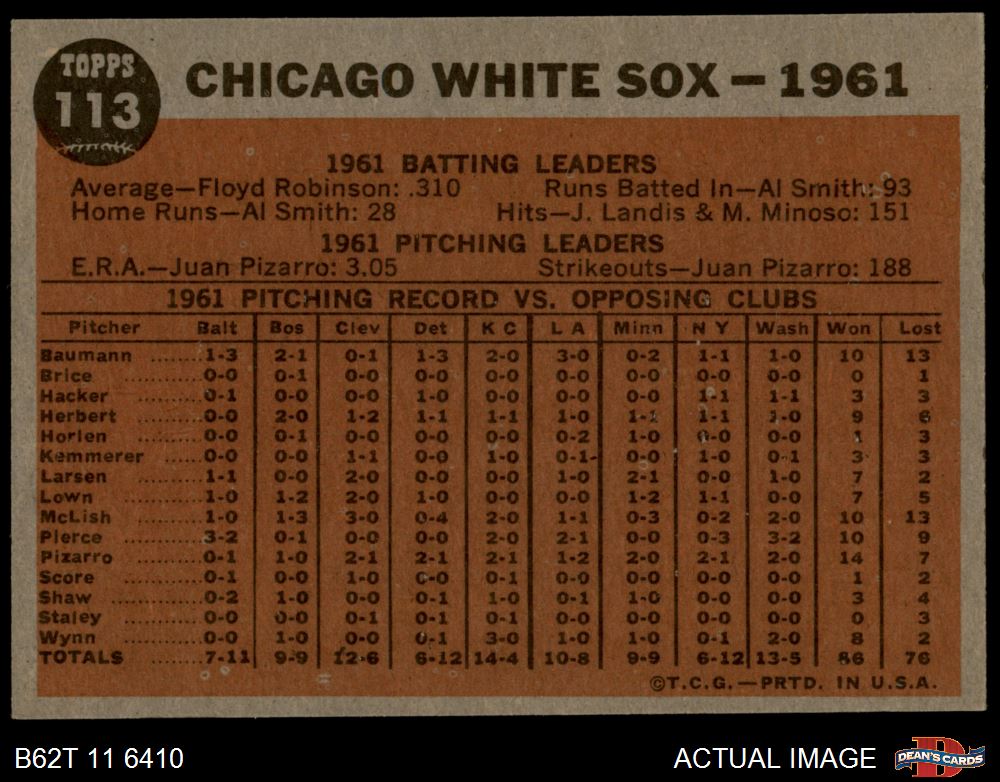 TOPPS
113
CHICAGO WHITE SOX — 1961
1961 BATTING LEADERS
Average—Floyd Robinson: .310 Runs Batted In—Al Smith: 93
Home Runs—Al Smith: 28 Hits—J. Landis & M. Minoso: 151
1961 PITCHING LEADERS
E.R.A.—Juan Pizarro: 3.05 Strikeouts—Juan Pizarro: 188
1961 PITCHING RECORD VS. OPPOSING CLUBS
Pitcher Balt Bos Clev Det K C L A Minn N Y Wash Won Lost
Baumann ........1-3 2-1 0-1 1-3 2-0 3-0 0-2 1-1 1-0 10 13
Brice ............0-0 0-1 0-0 0-0 0-0 0-0 0-0 0-0 0-0 0 1
Hacker ..........0-1 0-0 0-0 1-0 0-0 0-0 0-0 1-1 1-1 3 3
Herbert ..........0-0 2-0 1-2 1-1 1-1 1-0 1-1 1-1 1-0 9 6
Horlen ..........0-0 0-1 0-0 0-0 0-0 0-2 1-0 0-0 0-0 1 3
Kemmerer ......0-0 0-0 1-1 0-0 1-0 0-1 0-0 1-0 0-1 3 3
Larsen ..........1-1 0-0 2-0 0-0 0-0 1-0 2-1 0-0 1-0 7 2
Lown ............1-0 1-2 2-0 1-0 0-0 0-0 1-2 1-1 0-0 7 5
McLish ..........1-0 1-3 3-0 0-4 2-0 1-1 0-3 0-2 2-0 10 13
Pierce ............3-2 0-1 0-0 0-0 2-0 2-1 0-0 0-3 3-2 10 9
Pizarro ..........0-1 1-0 2-1 2-1 2-1 1-2 2-0 2-1 2-0 14 7
Score ............0-1 0-0 1-0 0-0 0-1 0-0 0-0 0-0 0-0 1 2
Shaw ..............0-2 1-0 0-0 0-1 1-0 0-1 1-0 0-0 0-0 3 4
Staley ............0-0 0-0 0-1 0-1 0-1 0-0 0-0 0-0 0-0 0 3
Wynn ............0-0 1-0 0-0 0-1 3-0 1-0 1-0 0-1 2-0 8 2
TOTALS ........7-11 9-9 12-6 6-12 14-4 10-8 9-9 6-12 13-5 86 76
©T.C.G.—PRTD. IN U.S.A.
B62T 11 6410 ACTUAL IMAGE
D
DEAN'S CARDS